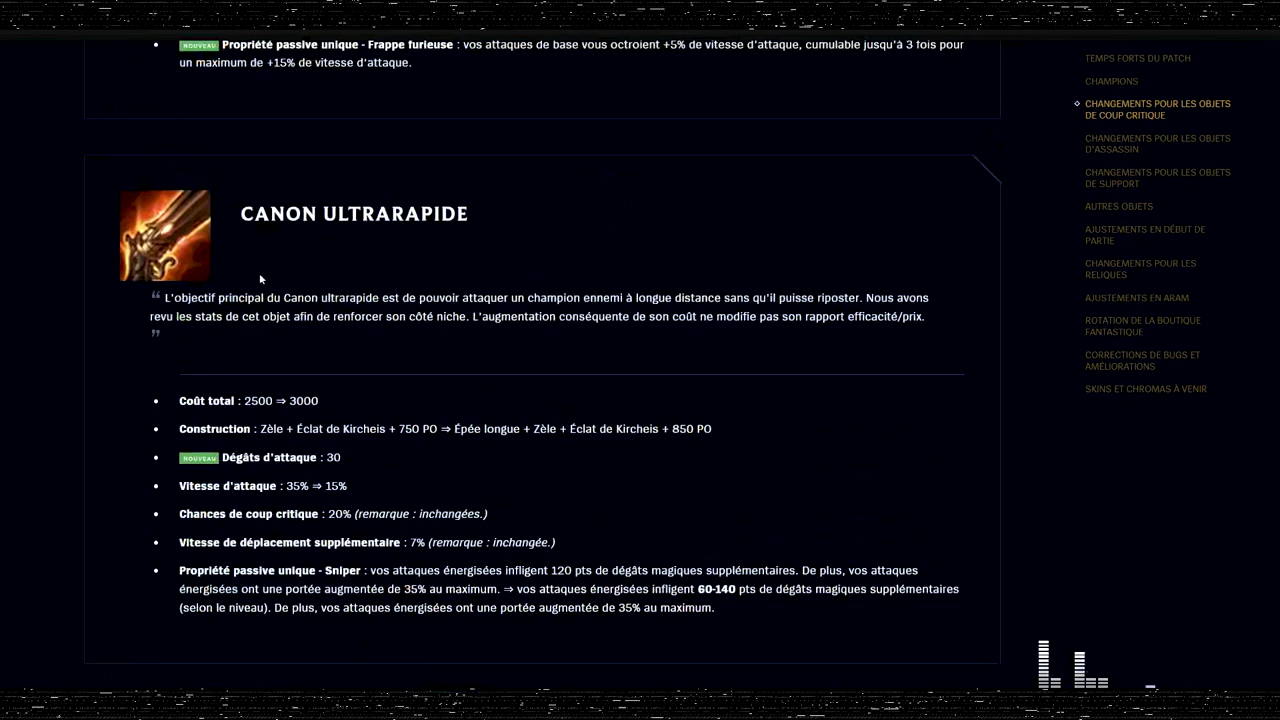 NOUVEAU Propriété passive unique - Frappe furieuse : vos attaques de base vous octroient +5% de vitesse d'attaque, cumulable jusqu'à 3 fois pour
un maximum de +15% de vitesse d'attaque.
CANON ULTRARAPIDE
“ L'objectif principal du Canon ultrarapide est de pouvoir attaquer un champion ennemi à longue distance sans qu'il puisse riposter. Nous avons
revu les stats de cet objet afin de renforcer son côté niche. L'augmentation conséquente de son coût ne modifie pas son rapport efficacité/prix.
”
• Coût total : 2500 ⇒ 3000
• Construction : Zèle + Éclat de Kircheis + 750 PO ⇒ Épée longue + Zèle + Éclat de Kircheis + 850 PO
• NOUVEAU Dégâts d'attaque : 30
• Vitesse d'attaque : 35% ⇒ 15%
• Chances de coup critique : 20% (remarque : inchangées.)
• Vitesse de déplacement supplémentaire : 7% (remarque : inchangée.)
• Propriété passive unique - Sniper : vos attaques énergisées infligent 120 pts de dégâts magiques supplémentaires. De plus, vos attaques
énergisées ont une portée augmentée de 35% au maximum. ⇒ vos attaques énergisées infligent 60-140 pts de dégâts magiques supplémentaires
(selon le niveau). De plus, vos attaques énergisées ont une portée augmentée de 35% au maximum.
TEMPS FORTS DU PATCH
CHAMPIONS
CHANGEMENTS POUR LES OBJETS
DE COUP CRITIQUE
CHANGEMENTS POUR LES OBJETS
D'ASSASSIN
CHANGEMENTS POUR LES OBJETS
DE SUPPORT
AUTRES OBJETS
AJUSTEMENTS EN DÉBUT DE
PARTIE
CHANGEMENTS POUR LES
RELIQUES
AJUSTEMENTS EN ARAM
ROTATION DE LA BOUTIQUE
FANTASTIQUE
CORRECTIONS DE BUGS ET
AMÉLIORATIONS
SKINS ET CHROMAS À VENIR